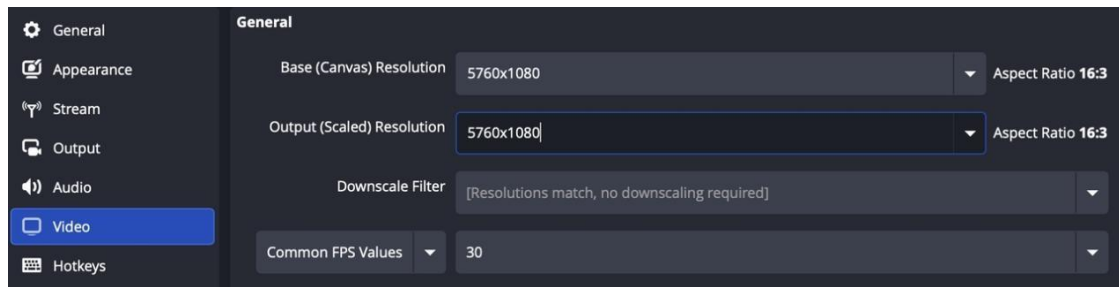 General
Appearance
Stream
Output
Audio
Video
Hotkeys
General
Base (Canvas) Resolution 5760x1080 Aspect Ratio 16:3
Output (Scaled) Resolution 5760x1080 Aspect Ratio 16:3
Downscale Filter [Resolutions match, no downscaling required]
Common FPS Values 30